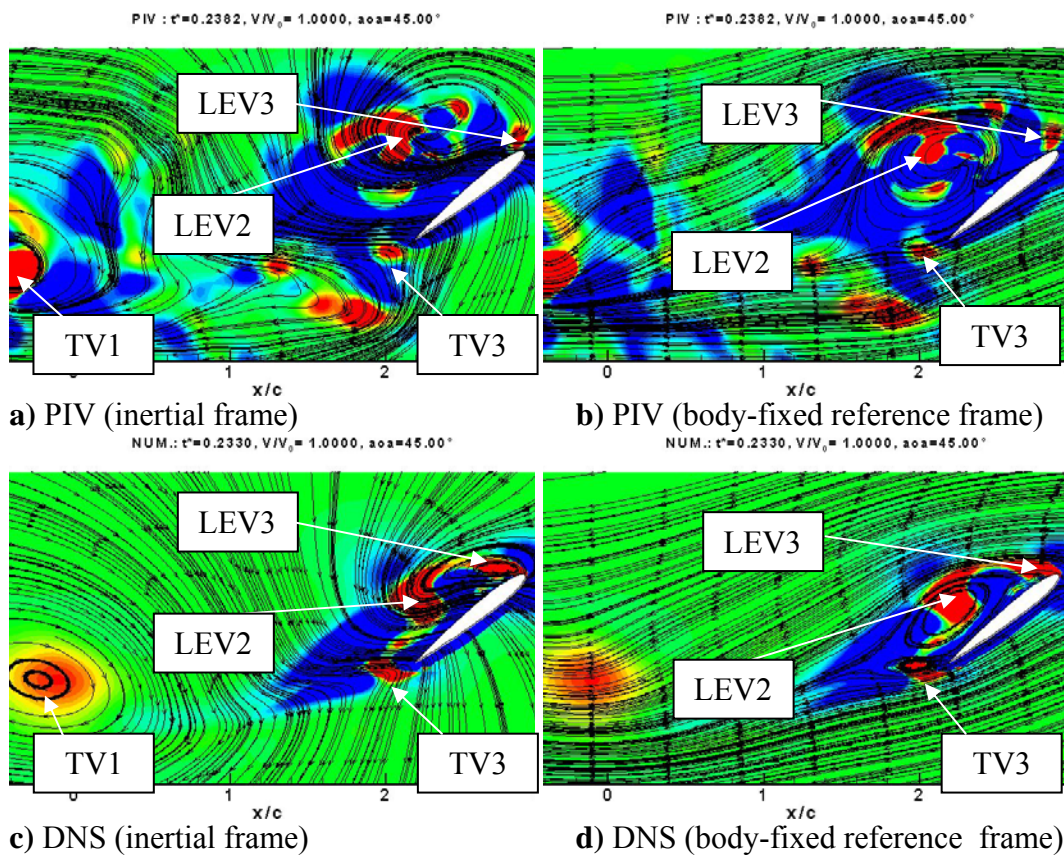 PIV : t*=0.2382, V/V₀= 1.0000, aoa=45.00°
PIV : t*=0.2382, V/V₀= 1.0000, aoa=45.00°
LEV3
LEV2
TV1
TV3
0 1 2
x/c
LEV3
LEV2
TV3
0 1 2
x/c
a) PIV (inertial frame)
b) PIV (body-fixed reference frame)
NUM.: t*=0.2330, V/V₀= 1.0000, aoa=45.00°
NUM.: t*=0.2330, V/V₀= 1.0000, aoa=45.00°
LEV3
LEV2
TV1
TV3
0 1 2
x/c
LEV3
LEV2
TV3
0 1 2
x/c
c) DNS (inertial frame)
d) DNS (body-fixed reference frame)